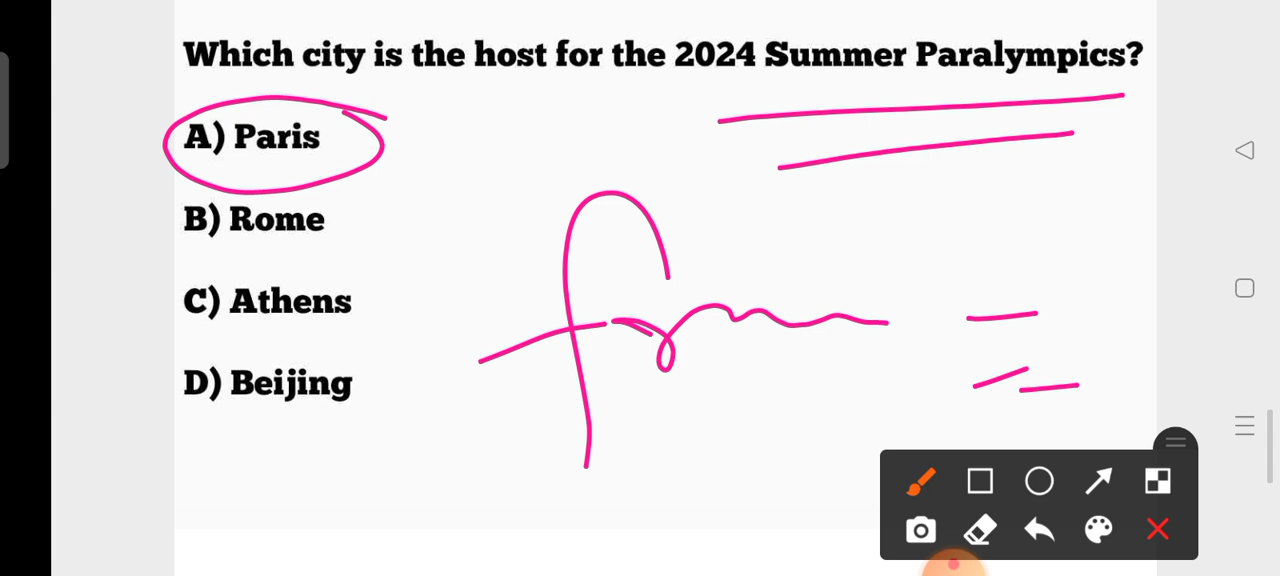 Which city is the host for the 2024 Summer Paralympics?
A) Paris
B) Rome
C) Athens
D) Beijing